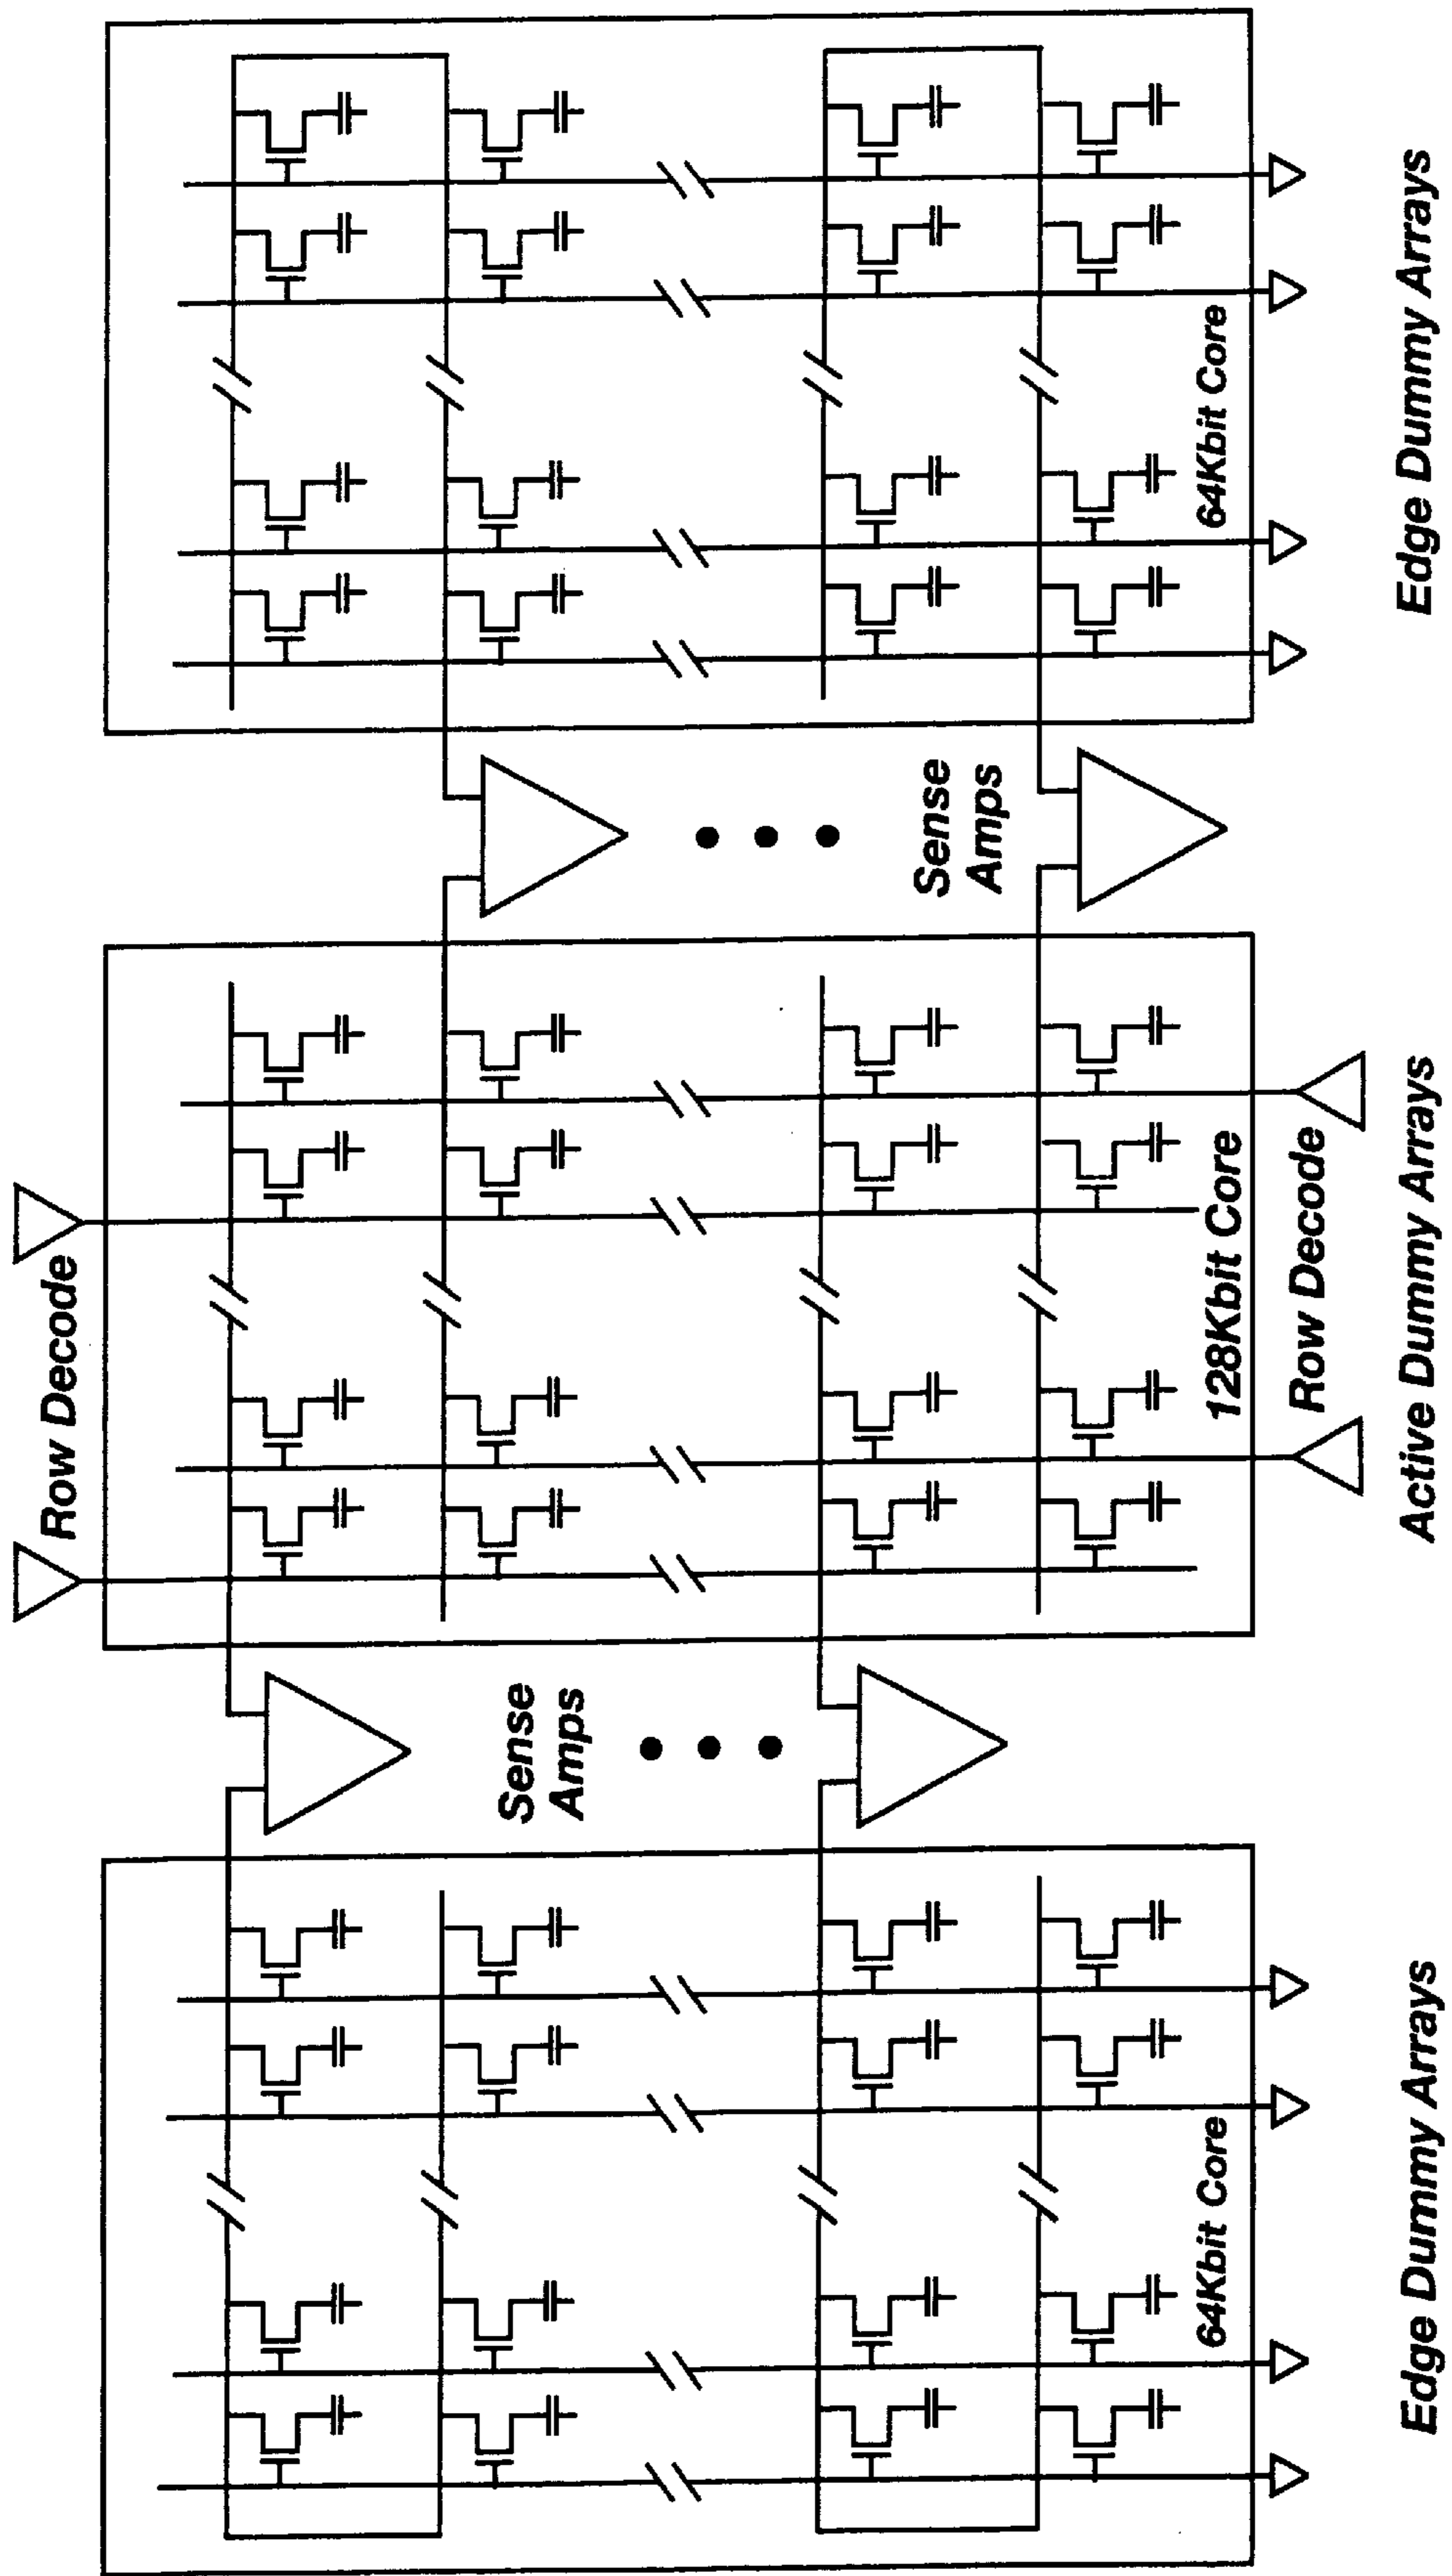 Row Decode
Sense
Amps
Sense
Amps
64Kbit Core
128Kbit Core
64Kbit Core
Row Decode
Edge Dummy Arrays
Active Dummy Arrays
Edge Dummy Arrays